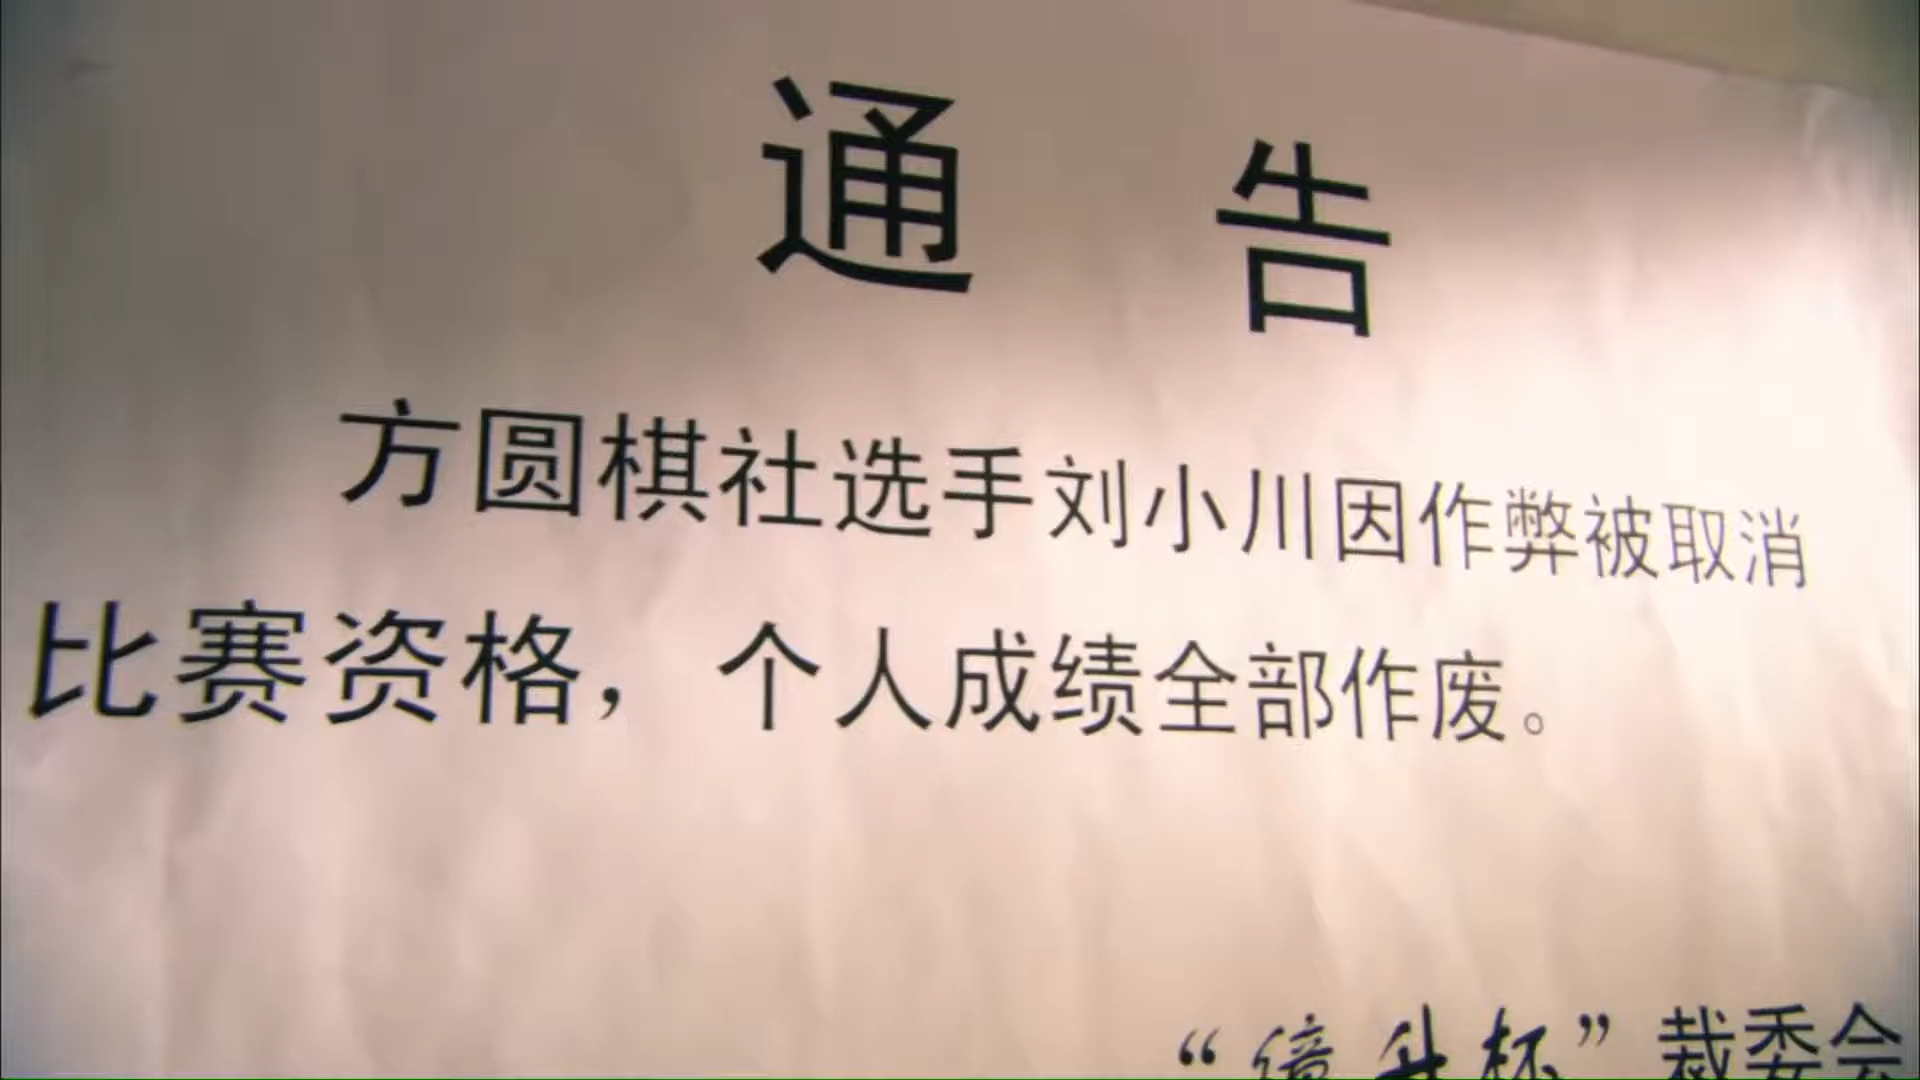 通告
方圆棋社选手刘小川因作弊被取消
比赛资格，个人成绩全部作废。
杯”裁委会